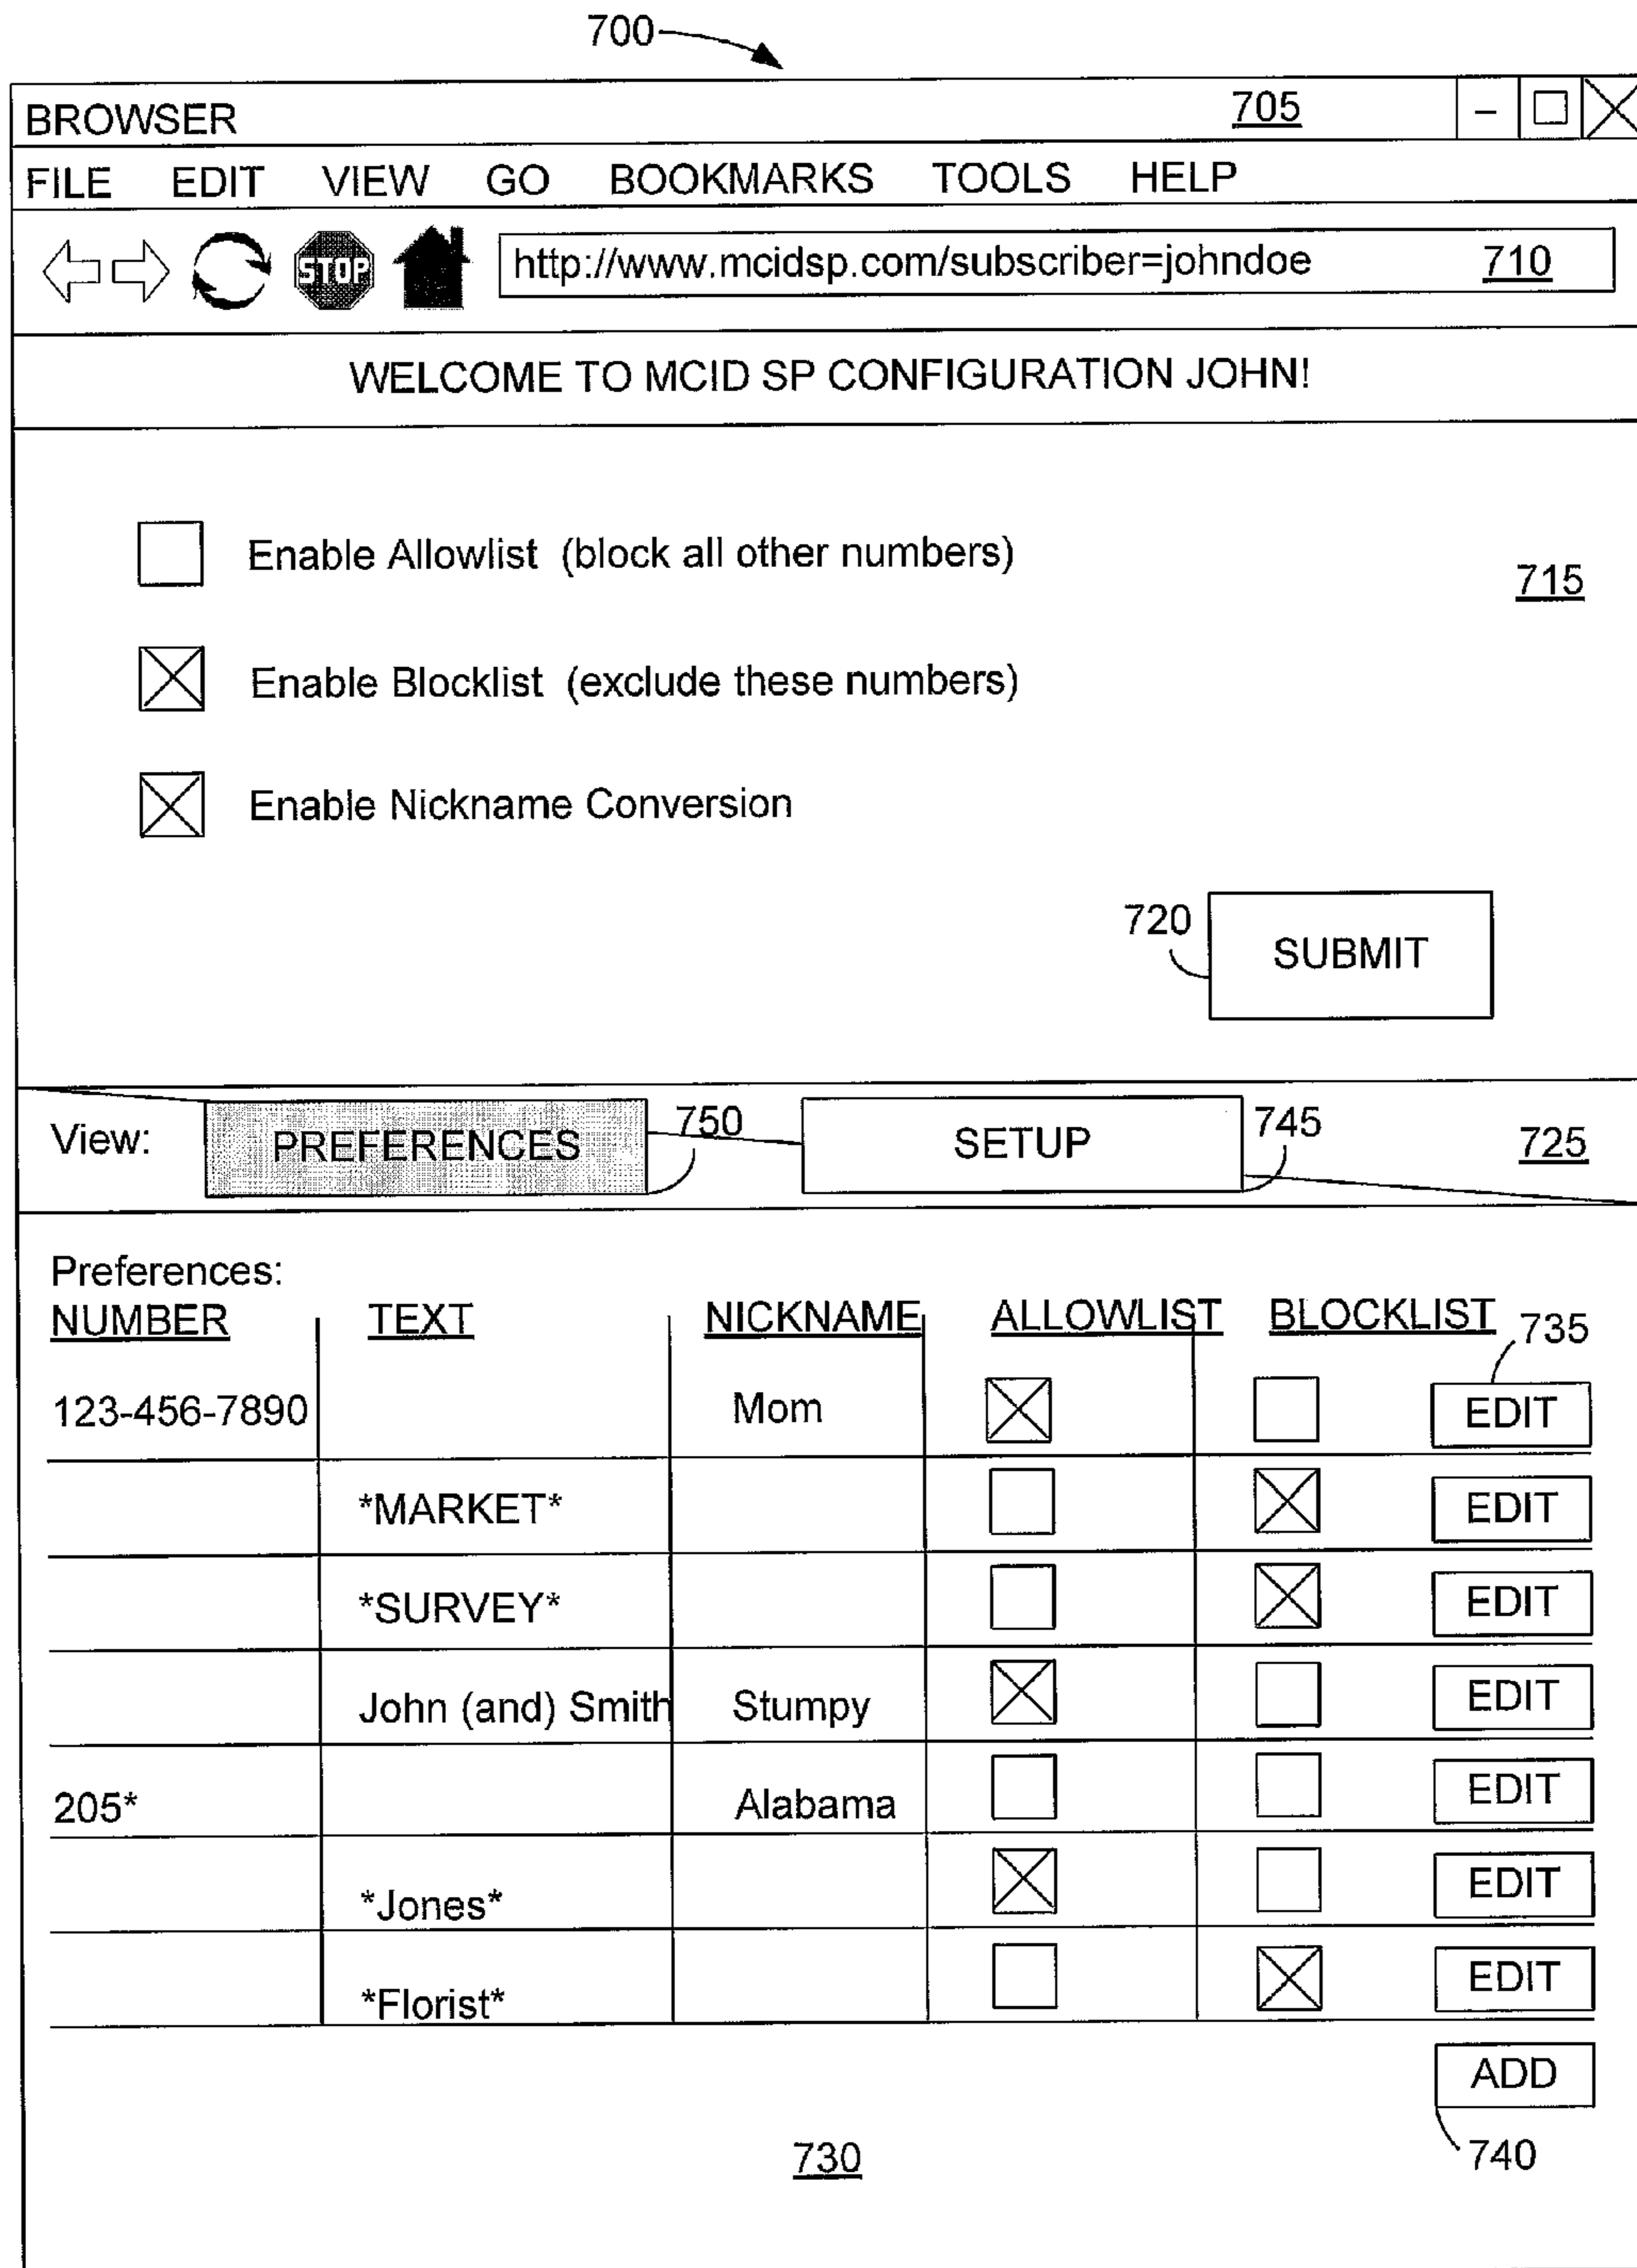 700
BROWSER 705 –
FILE EDIT VIEW GO BOOKMARKS TOOLS HELP
STOP http://www.mcidsp.com/subscriber=johndoe 710
WELCOME TO MCID SP CONFIGURATION JOHN!
Enable Allowlist (block all other numbers)
715
Enable Blocklist (exclude these numbers)
Enable Nickname Conversion
720 SUBMIT
View: PREFERENCES 750 SETUP 745 725
Preferences:
NUMBER TEXT NICKNAME ALLOWLIST BLOCKLIST 735
123-456-7890 Mom EDIT
*MARKET* EDIT
*SURVEY* EDIT
John (and) Smith Stumpy EDIT
205* Alabama EDIT
*Jones* EDIT
*Florist* EDIT
ADD
730 740